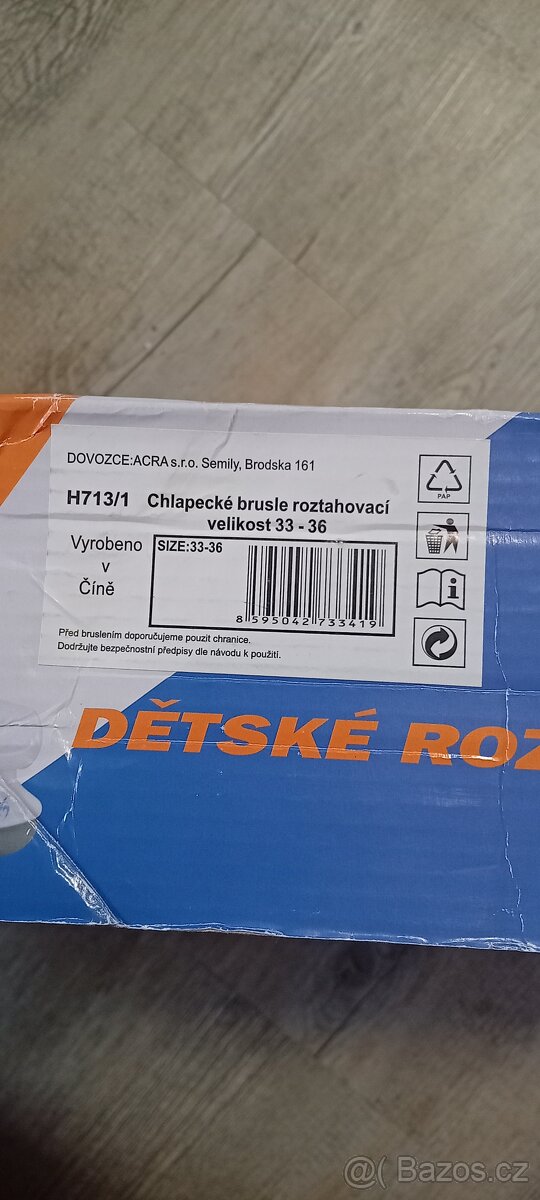 DOVOZCE:ACRA s.r.o. Semily, Brodska 161
H713/1 Chlapecké brusle roztahovací
velikost 33 - 36
Vyrobeno
v
Číně
SIZE:33-36
8 595042 733419
Před bruslením doporučujeme pouzit chranice.
Dodržujte bezpečnostní předpisy dle návodu k použití.
PAP
DĚTSKÉ ROZ
@( Bazos.cz